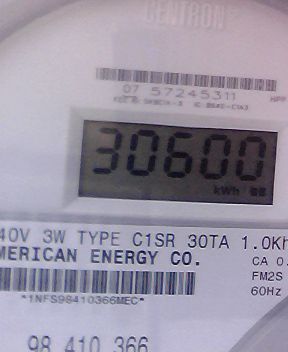 CENTRON
07 57245311
30600
kWh
40V 3W TYPE C1SR 30TA 1.0Kh
MERICAN ENERGY CO.
CA 0.
FM2S
*1NFS98410366MEC*
60Hz
98 410 366